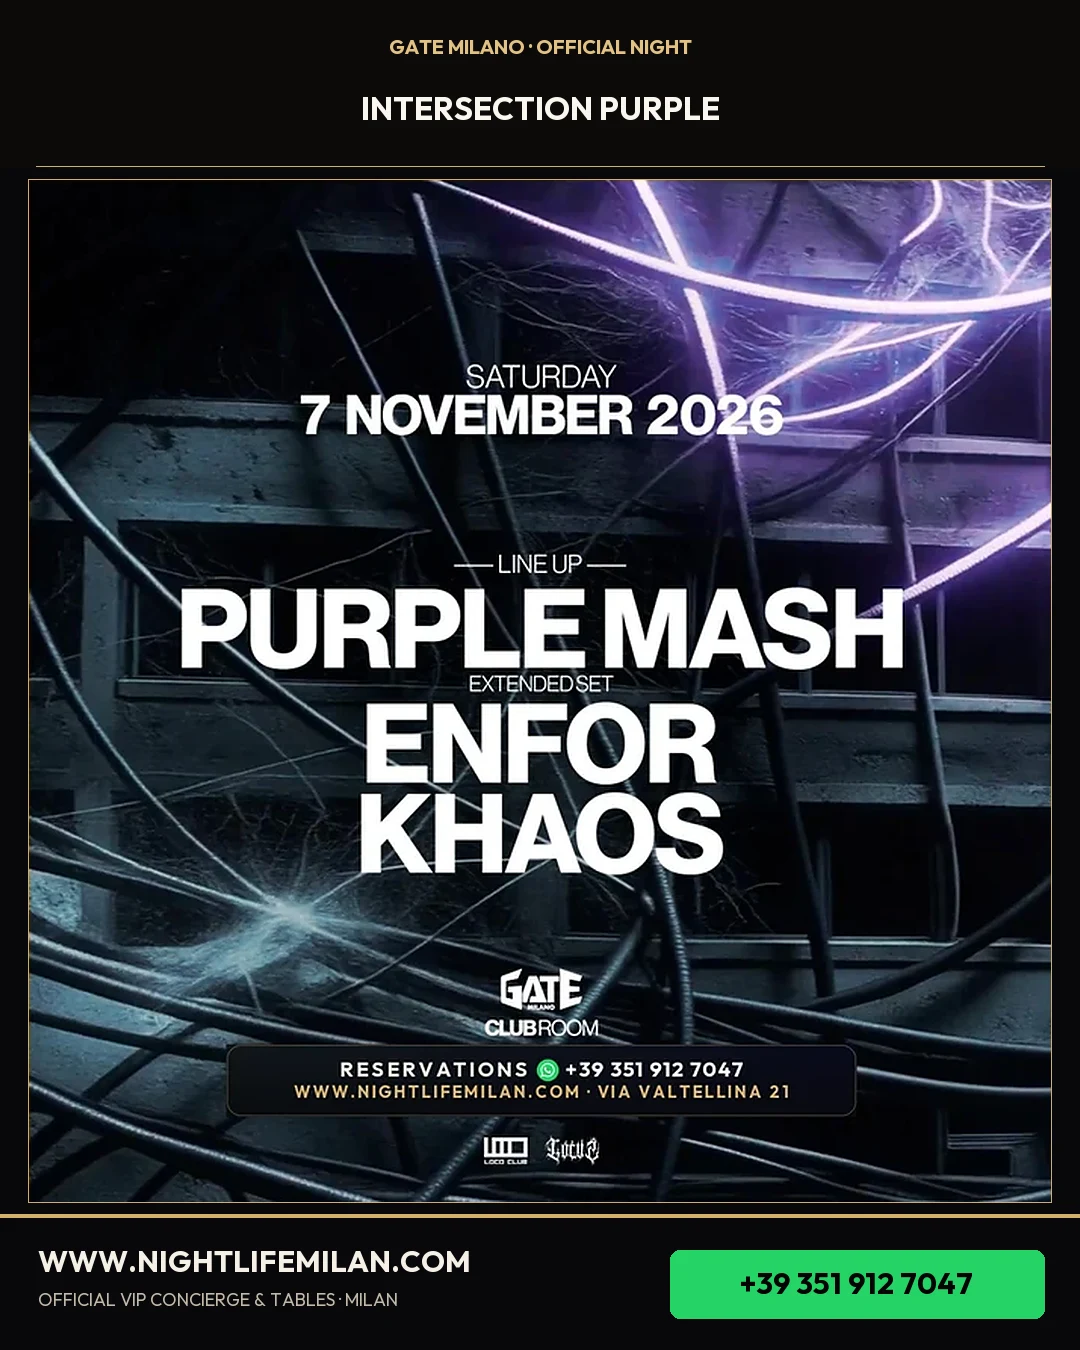 GATE MILANO · OFFICIAL NIGHT
INTERSECTION PURPLE
SATURDAY
7 NOVEMBER 2026
LINE UP
PURPLE MASH
EXTENDED SET
ENFOR
KHAOS
GATE
MILANO
CLUBROOM
RESERVATIONS +39 351 912 7047
WWW.NIGHTLIFEMILAN.COM · VIA VALTELLINA 21
LOCO CLUB
Locus
WWW.NIGHTLIFEMILAN.COM
OFFICIAL VIP CONCIERGE & TABLES · MILAN
+39 351 912 7047